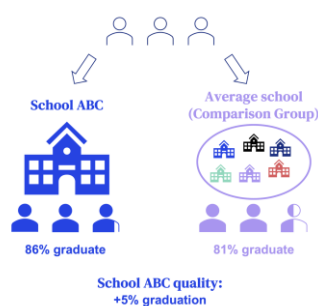 School ABC
Average school
(Comparison Group)
86% graduate
81% graduate
School ABC quality:
+5% graduation